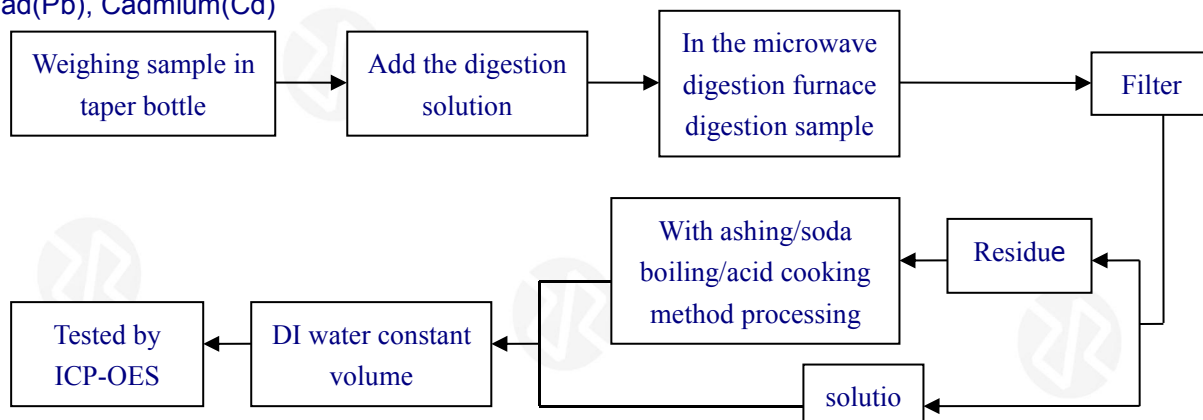 ad(Pb), Cadmium(Cd)
Weighing sample in
taper bottle
Add the digestion
solution
In the microwave
digestion furnace
digestion sample
Filter
Residue
With ashing/soda
boiling/acid cooking
method processing
solutio
DI water constant
volume
Tested by
ICP-OES